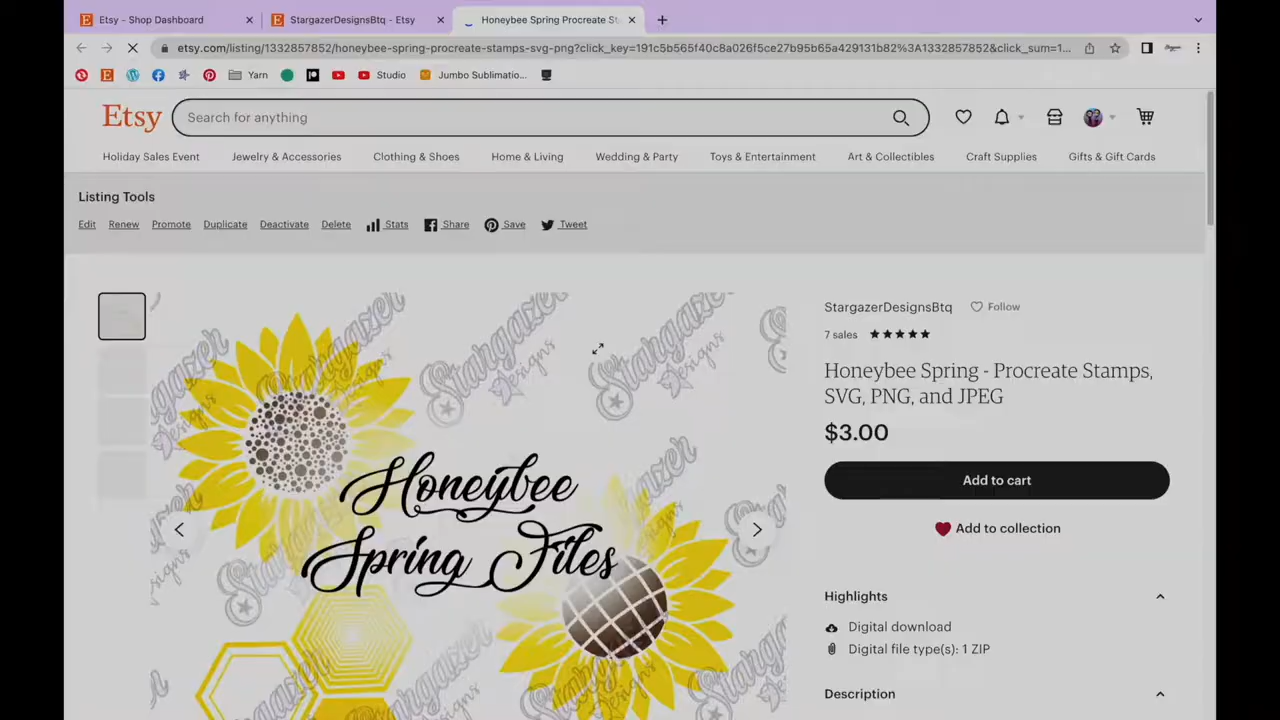 Etsy - Shop Dashboard
StargazerDesignsBtq - Etsy
Honeybee Spring Procreate St
etsy.com/listing/1332857852/honeybee-spring-procreate-stamps-svg-png?click_key=191c5b565f40c8a026f5ce27b95b65a429131b82%3A1332857852&click_sum=1...
Yarn
Studio
Jumbo Sublimatio...
Etsy
Search for anything
Holiday Sales Event
Jewelry & Accessories
Clothing & Shoes
Home & Living
Wedding & Party
Toys & Entertainment
Art & Collectibles
Craft Supplies
Gifts & Gift Cards
Listing Tools
Edit
Renew
Promote
Duplicate
Deactivate
Delete
Stats
Share
Save
Tweet
Stargazer
Designs
Honeybee
Spring Files
StargazerDesignsBtq
Follow
7 sales
Honeybee Spring - Procreate Stamps,
SVG, PNG, and JPEG
$3.00
Add to cart
Add to collection
Highlights
Digital download
Digital file type(s): 1 ZIP
Description